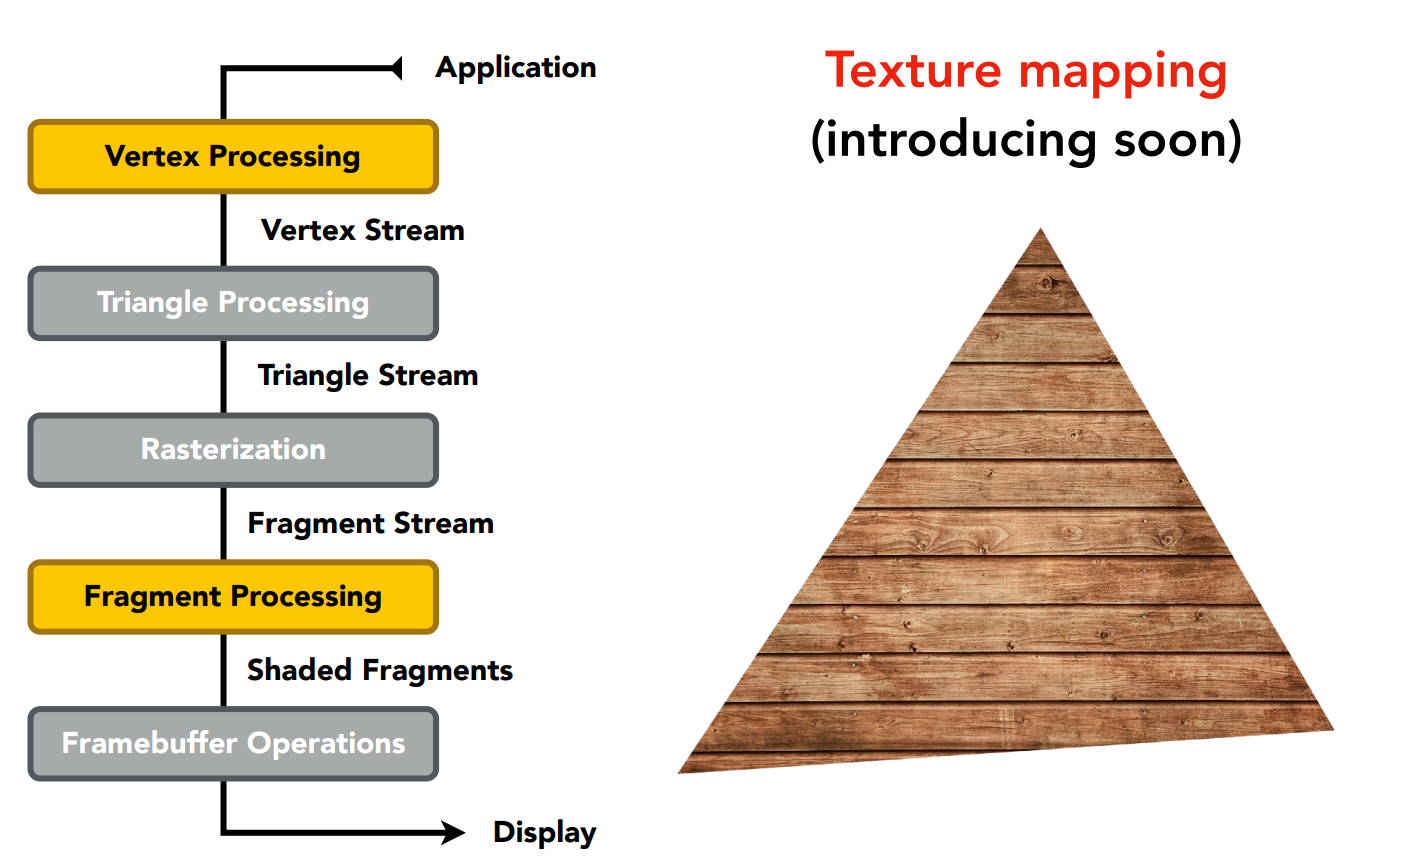 Application
Vertex Processing
Vertex Stream
Triangle Processing
Triangle Stream
Rasterization
Fragment Stream
Fragment Processing
Shaded Fragments
Framebuffer Operations
Display
Texture mapping
(introducing soon)